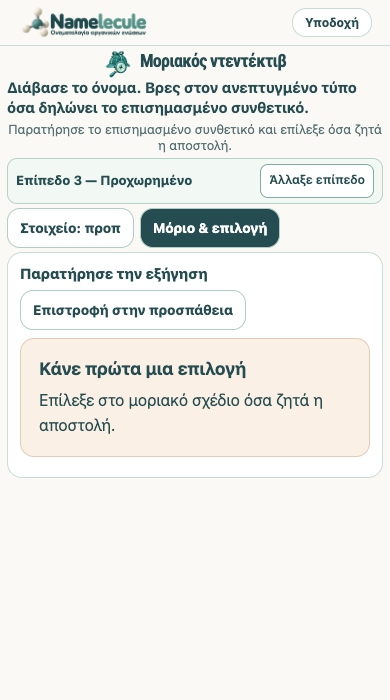 Namelecule
Ονοματολογία οργανικών ενώσεων
Υποδοχή
Μοριακός ντεντέκτιβ
Διάβασε το όνομα. Βρες στον ανεπτυγμένο τύπο
όσα δηλώνει το επισημασμένο συνθετικό.
Παρατήρησε το επισημασμένο συνθετικό και επίλεξε όσα ζητά
η αποστολή.
Επίπεδο 3 — Προχωρημένο
Άλλαξε επίπεδο
Στοιχείο: προπ
Μόριο & επιλογή
Παρατήρησε την εξήγηση
Επιστροφή στην προσπάθεια
Κάνε πρώτα μια επιλογή
Επίλεξε στο μοριακό σχέδιο όσα ζητά η
αποστολή.